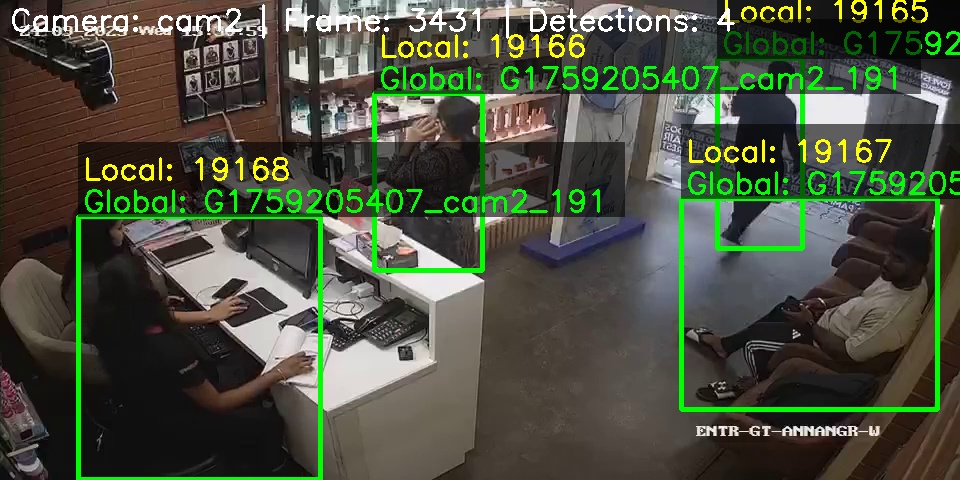 Camera: cam2 | Frame: 3431 | Detections: 4
Local: 19165
Global: G17592
Local: 19166
Global: G1759205407_cam2_191
Local: 19167
Global: G1759205
Local: 19168
Global: G1759205407_cam2_191
ENTR-GT-ANNANGR-W